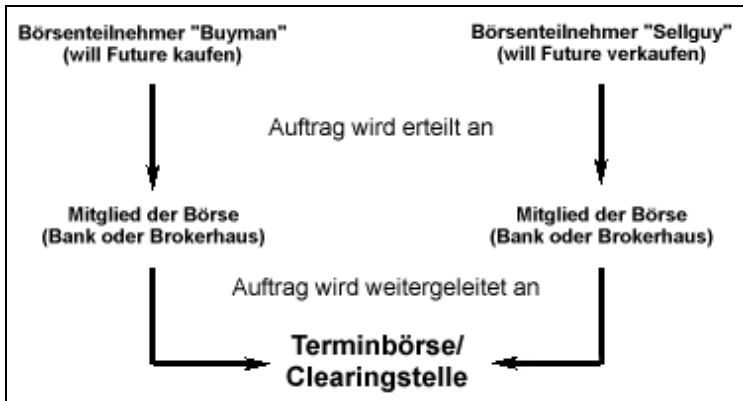 Börsenteilnehmer "Buyman"
(will Future kaufen)
Börsenteilnehmer "Sellguy"
(will Future verkaufen)
Auftrag wird erteilt an
Mitglied der Börse
(Bank oder Brokerhaus)
Mitglied der Börse
(Bank oder Brokerhaus)
Auftrag wird weitergeleitet an
Terminbörse/
Clearingstelle